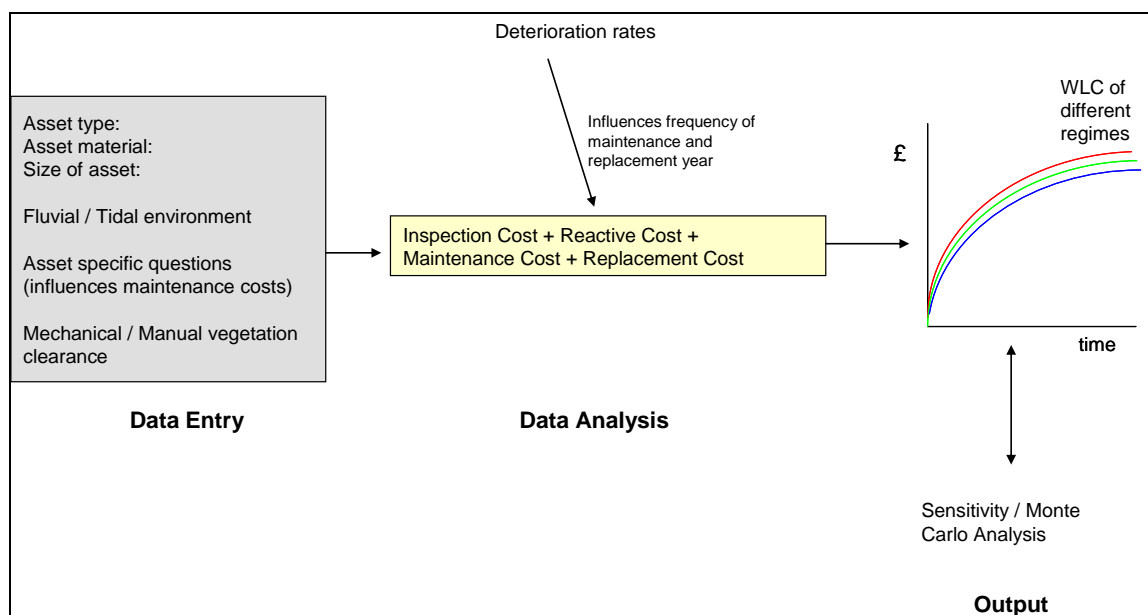 Deterioration rates
Asset type:
Asset material:
Size of asset:
Fluvial / Tidal environment
Asset specific questions
(influences maintenance costs)
Mechanical / Manual vegetation
clearance
Data Entry
Influences frequency of
maintenance and
replacement year
Inspection Cost + Reactive Cost +
Maintenance Cost + Replacement Cost
Data Analysis
WLC of
different
regimes
£
time
Sensitivity / Monte
Carlo Analysis
Output